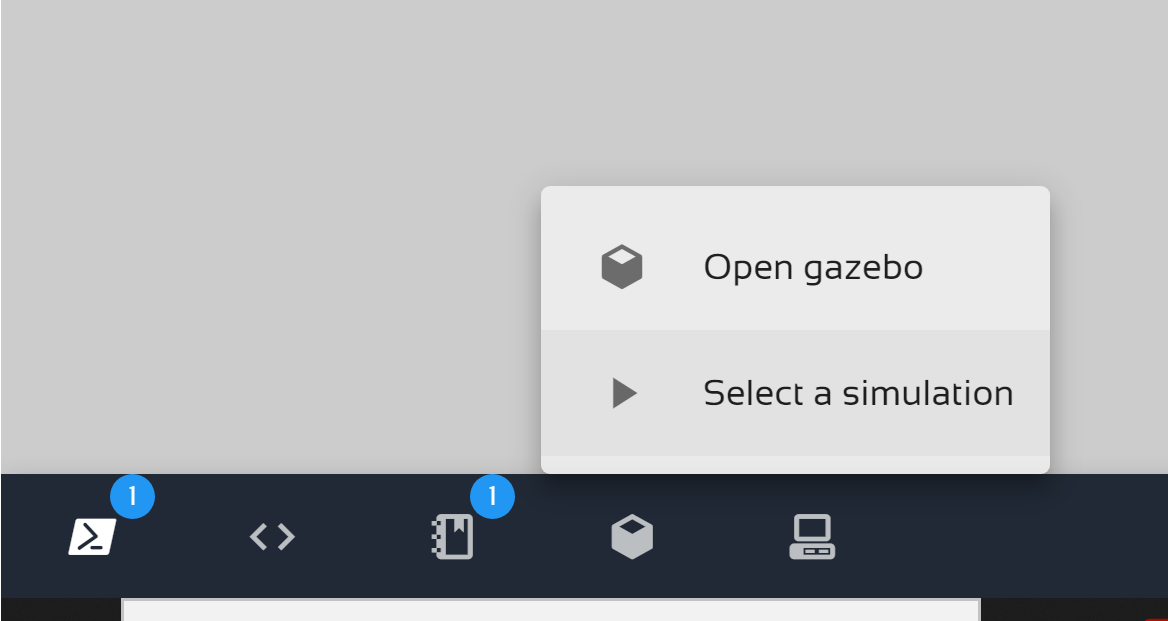 Open gazebo
Select a simulation
1
1